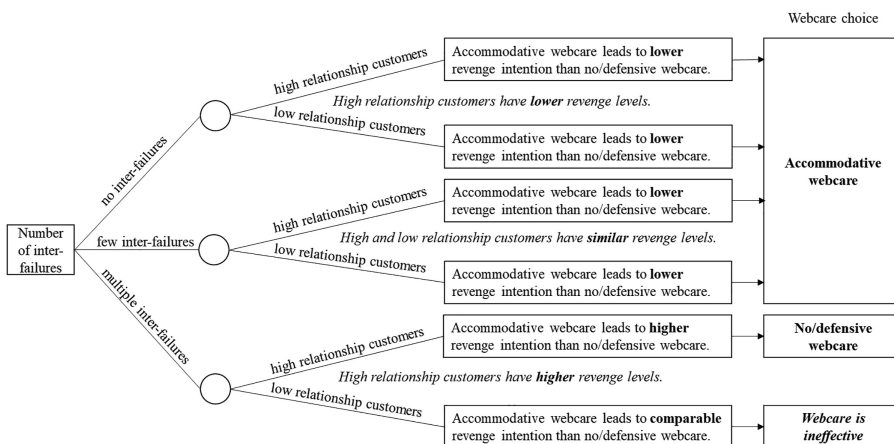 Webcare choice
high relationship customers
Accommodative webcare leads to lower
revenge intention than no/defensive webcare.
High relationship customers have lower revenge levels.
low relationship customers
Accommodative webcare leads to lower
revenge intention than no/defensive webcare.
no inter-failures
Accommodative
webcare
high relationship customers
Accommodative webcare leads to lower
revenge intention than no/defensive webcare.
Number
of inter-
failures
few inter-failures
High and low relationship customers have similar revenge levels.
low relationship customers
Accommodative webcare leads to lower
revenge intention than no/defensive webcare.
multiple inter-failures
high relationship customers
Accommodative webcare leads to higher
revenge intention than no/defensive webcare.
No/defensive
webcare
High relationship customers have higher revenge levels.
low relationship customers
Accommodative webcare leads to comparable
revenge intention than no/defensive webcare.
Webcare is
ineffective